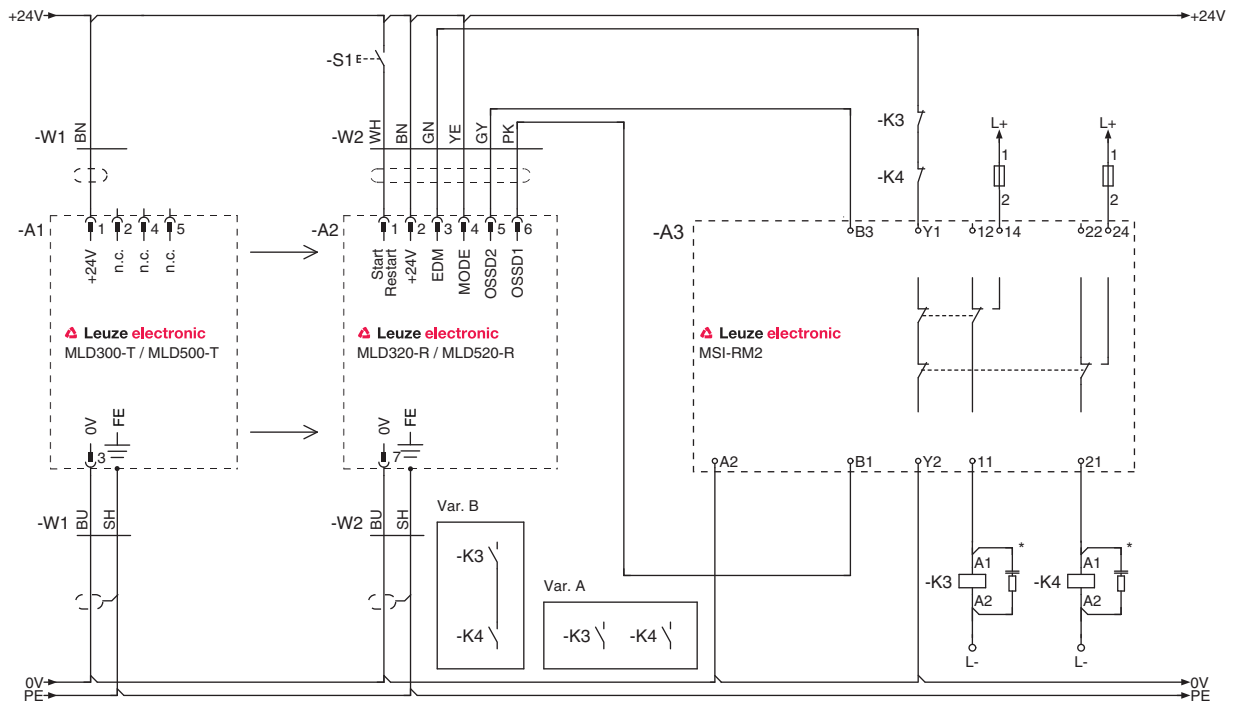 +24V
+24V
-S1
-W1
BN
-W2
WH
BN
GN
YE
GY
PK
-K3
-K4
L+
1
2
L+
1
2
-A1
1
2
4
5
+24V
n.c.
n.c.
n.c.
Leuze electronic
MLD300-T / MLD500-T
0V
FE
3
-A2
1
2
3
4
5
6
Start
Restart
+24V
EDM
MODE
OSSD2
OSSD1
Leuze electronic
MLD320-R / MLD520-R
0V
FE
7
-A3
B3
Y1
12
14
22
24
Leuze electronic
MSI-RM2
A2
B1
Y2
11
21
-W1
BU
SH
-W2
BU
SH
Var. B
-K3
-K4
Var. A
-K3
-K4
-K3
A1
A2
*
L-
-K4
A1
A2
*
L-
0V
0V
PE
PE